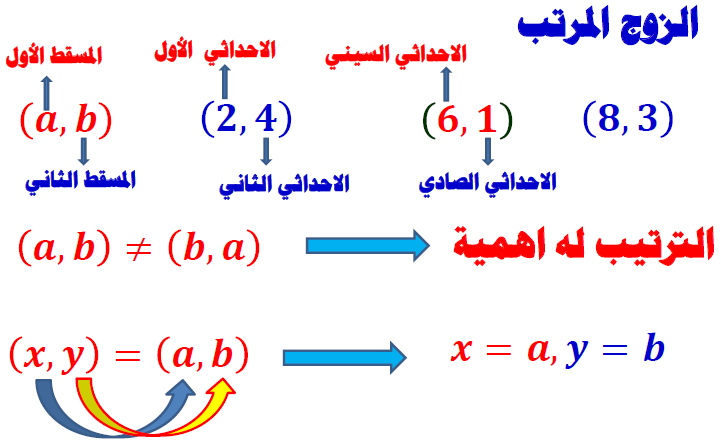 الزوج المرتب
الاحداثي السيني
الاحداثي الأول
المسقط الأول
(8, 3)
(6, 1)
(2, 4)
(a, b)
الاحداثي الصادي
الاحداثي الثاني
المسقط الثاني
(a, b) ≠ (b, a)
الترتيب له اهمية
(x, y) = (a, b)
x = a, y = b